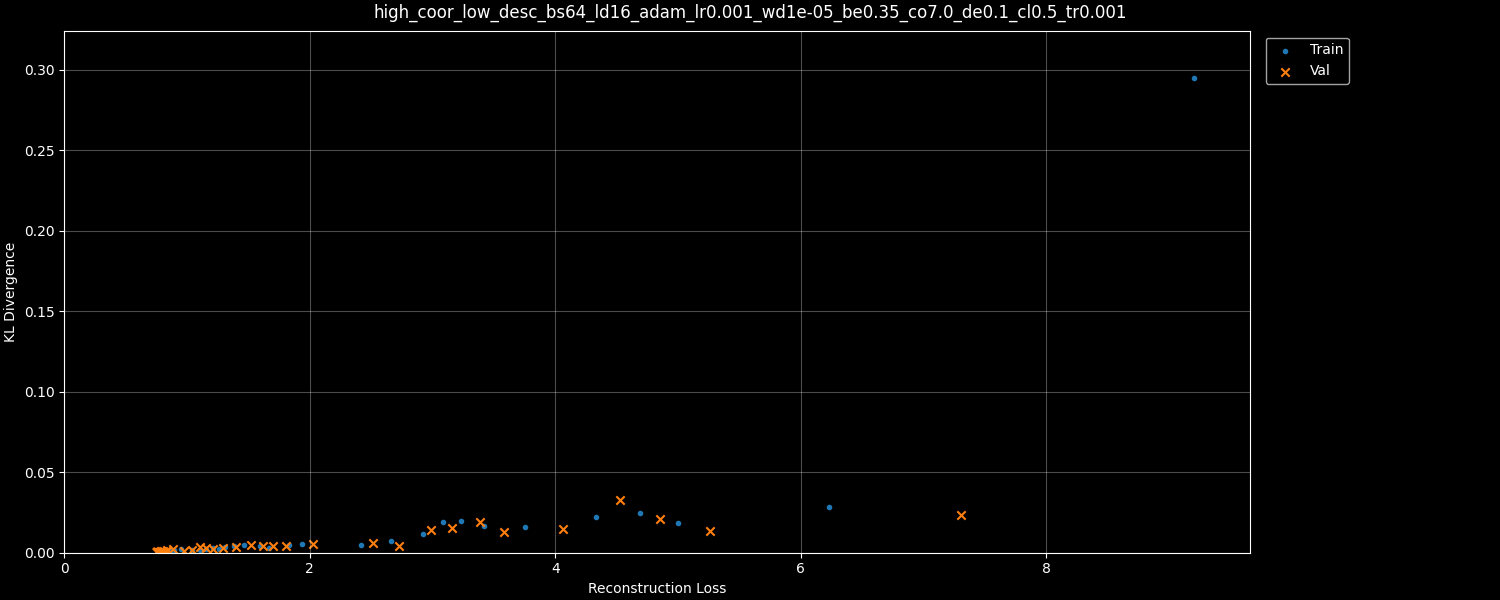 high_coor_low_desc_bs64_ld16_adam_lr0.001_wd1e-05_be0.35_co7.0_de0.1_cl0.5_tr0.001
Train
Val
0.30
0.25
0.20
0.15
0.10
0.05
0.00
KL Divergence
0
2
4
6
8
Reconstruction Loss